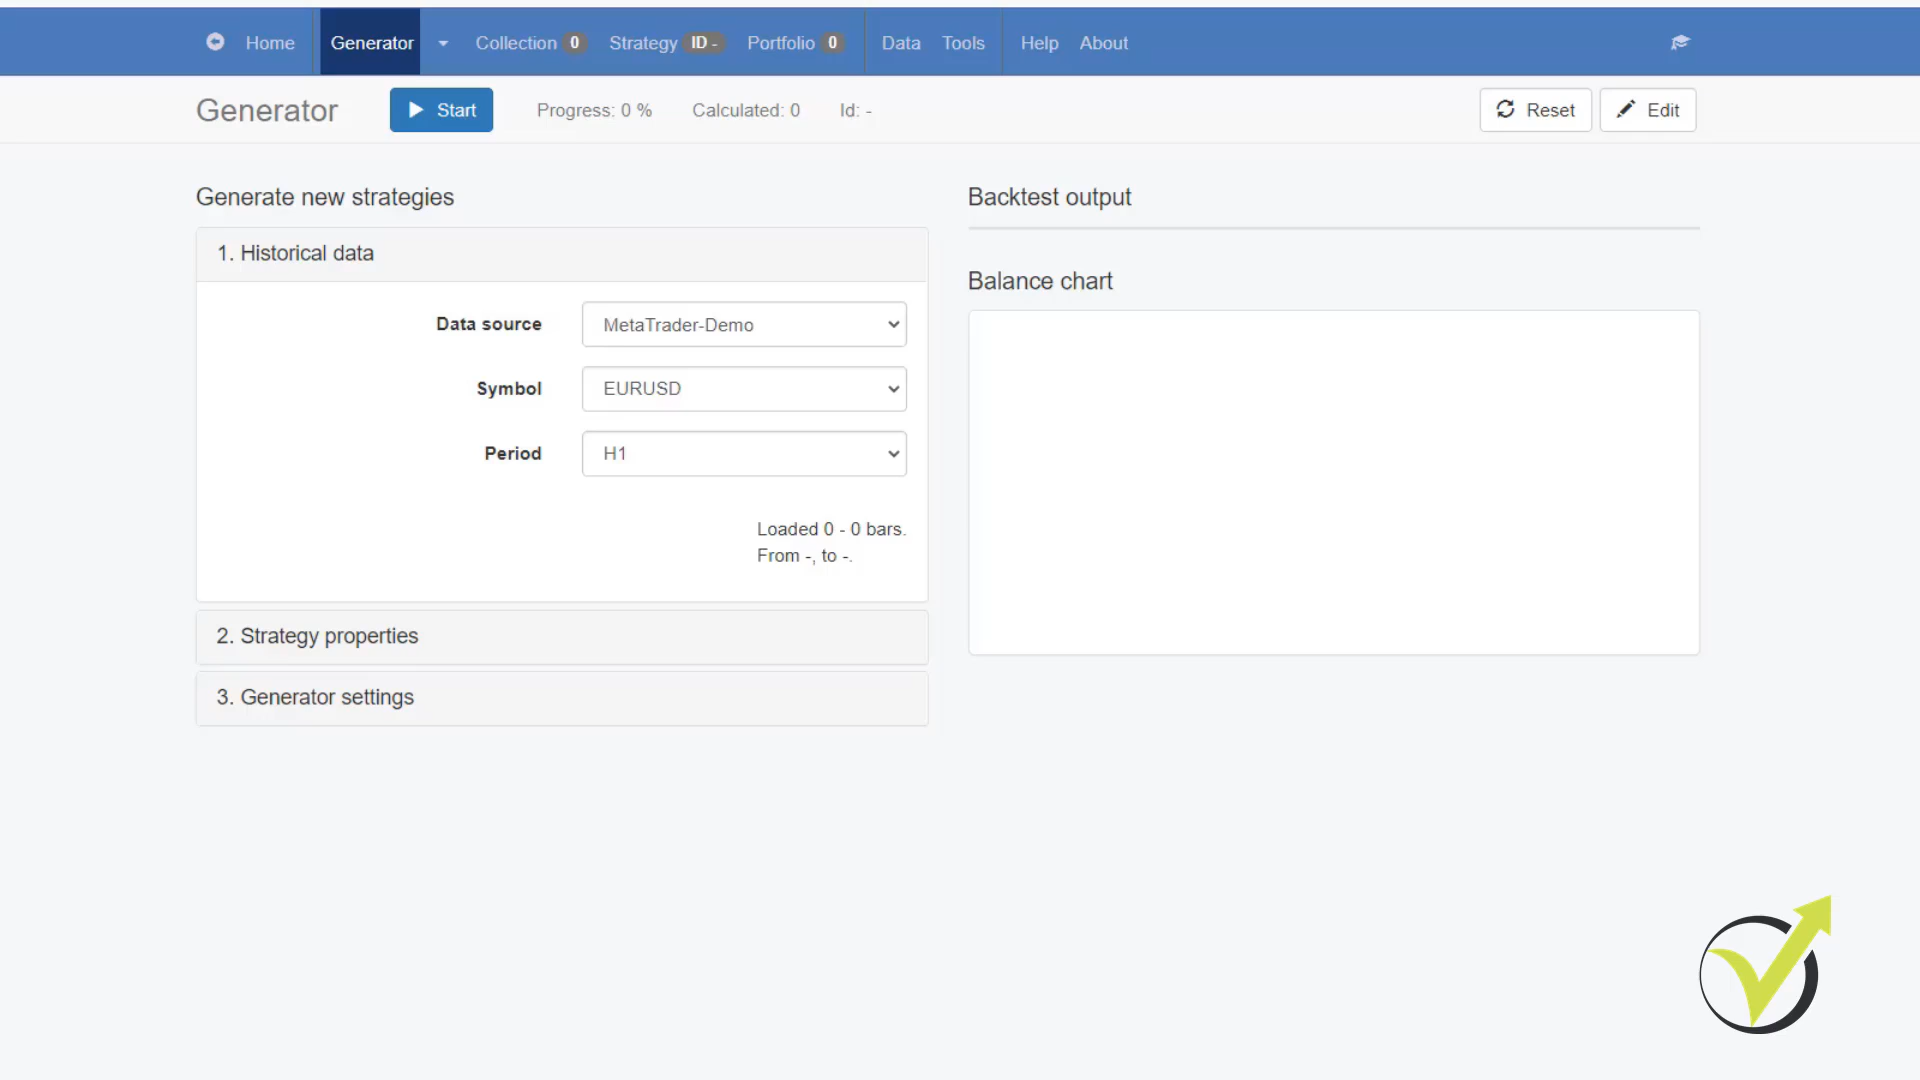 Home Generator Collection 0 Strategy ID - Portfolio 0 Data Tools Help About
Generator Start Progress: 0 % Calculated: 0 Id: - Reset Edit
Generate new strategies
1. Historical data
Data source MetaTrader-Demo
Symbol EURUSD
Period H1
Loaded 0 - 0 bars.
From -, to -.
2. Strategy properties
3. Generator settings
Backtest output
Balance chart